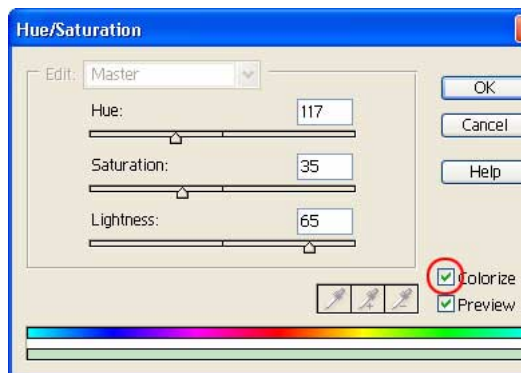 Hue/Saturation
Edit: Master
OK
Hue: 117
Cancel
Saturation: 35
Help
Lightness: 65
Colorize
Preview